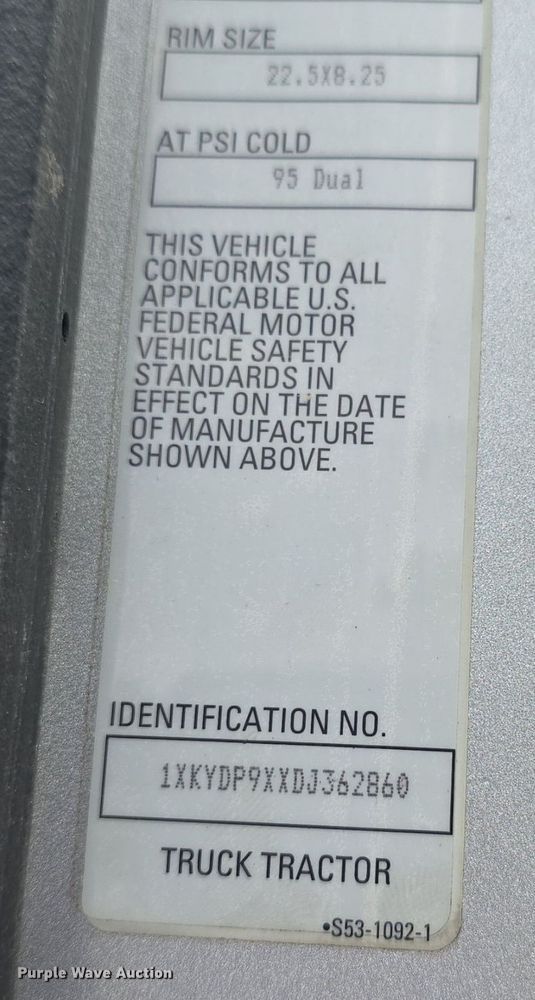 RIM SIZE
22.5X8.25
AT PSI COLD
95 Dual
THIS VEHICLE
CONFORMS TO ALL
APPLICABLE U.S.
FEDERAL MOTOR
VEHICLE SAFETY
STANDARDS IN
EFFECT ON THE DATE
OF MANUFACTURE
SHOWN ABOVE.
IDENTIFICATION NO.
1XKYDP9XXDJ362860
TRUCK TRACTOR
•S53-1092-1
Purple Wave Auction